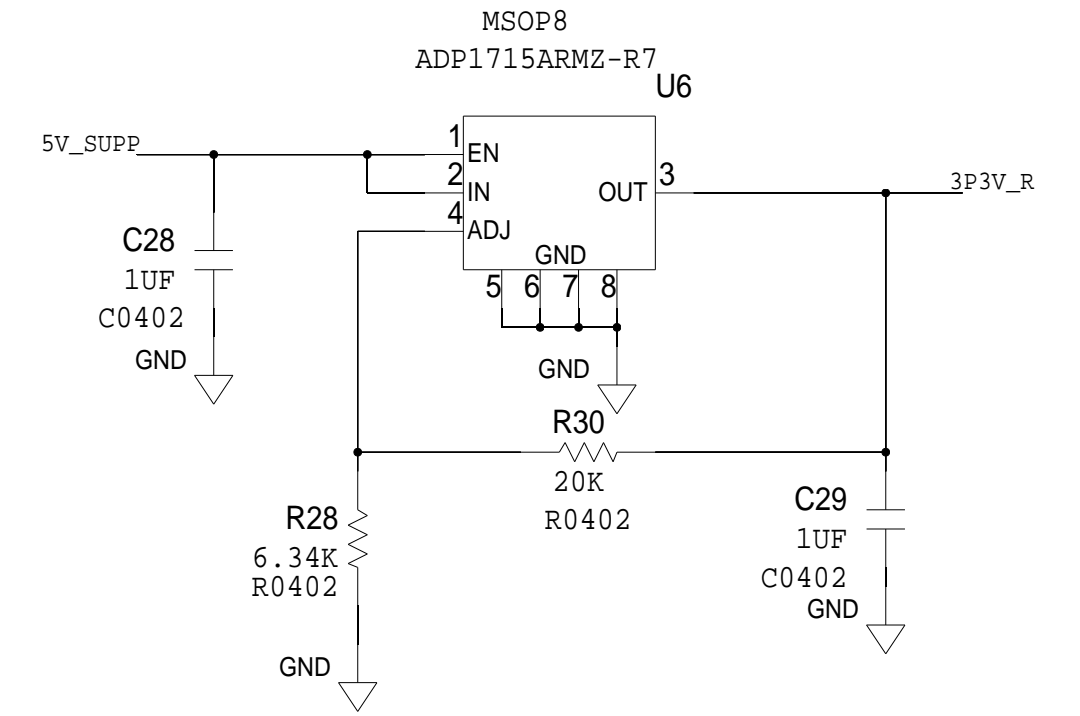 MSOP8
ADP1715ARMZ-R7
U6
5V_SUPP
1
EN
2
IN
4
ADJ
OUT
3
3P3V_R
GND
5 6 7 8
C28
1UF
C0402
GND
GND
R30
20K
R0402
R28
6.34K
R0402
GND
C29
1UF
C0402
GND